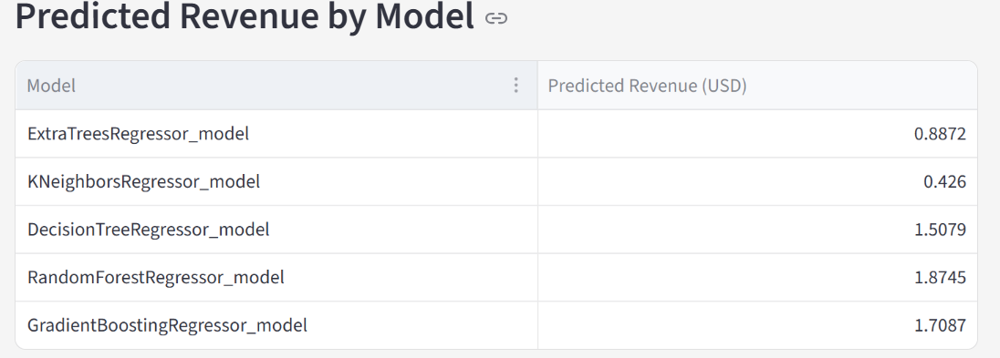 Predicted Revenue by Model
Model Predicted Revenue (USD)
ExtraTreesRegressor_model 0.8872
KNeighborsRegressor_model 0.426
DecisionTreeRegressor_model 1.5079
RandomForestRegressor_model 1.8745
GradientBoostingRegressor_model 1.7087